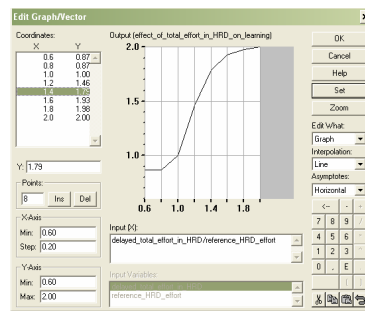 Edit Graph/Vector
Coordinates:
X Y
0.6 0.87
0.8 0.87
1.0 1.00
1.2 1.46
1.4 1.79
1.6 1.93
1.8 1.98
2.0 2.00
Y: 1.79
Points:
8 Ins Del
X-Axis
Min: 0.60
Step: 0.20
Y-Axis
Min: 0.60
Max: 2.00
Output (effect_of_total_effort_in_HRD_on_learning)
2.0
1.5
1.0
0.6 1.0 1.4 1.8
Input (X):
delayed_total_effort_in_HRD/reference_HRD_effort
Input Variables:
delayed_total_effort_in_HRD
reference_HRD_effort
OK
Cancel
Help
Set
Zoom
Edit What:
Graph
Interpolation:
Line
Asymptotes:
Horizontal
<-- - +
7 8 9 /
4 5 6 *
1 2 3 ^
0 . E
( )